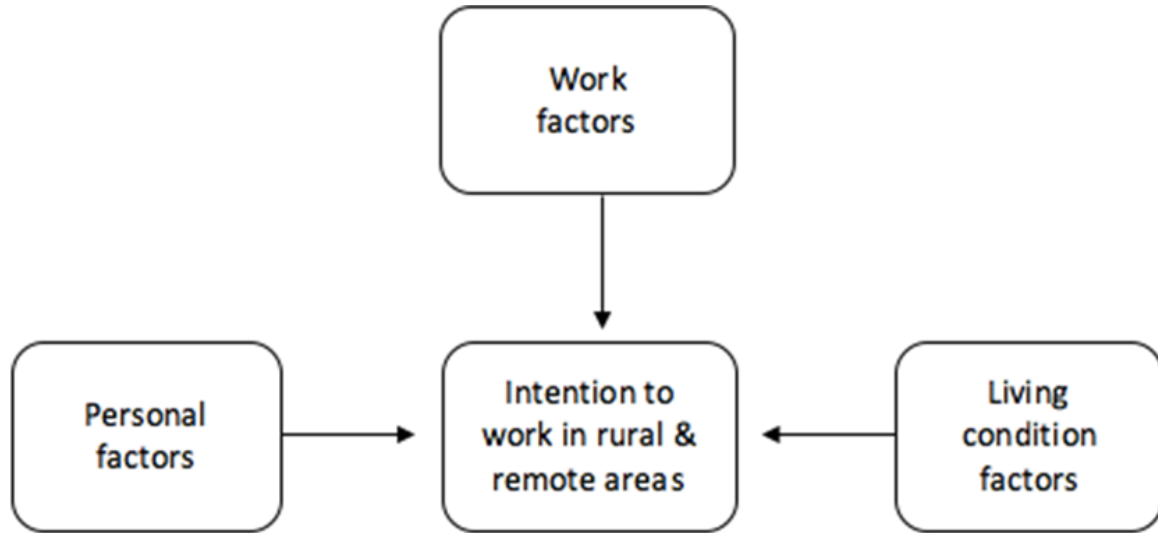 Work
factors
Personal
factors
Intention to
work in rural &
remote areas
Living
condition
factors